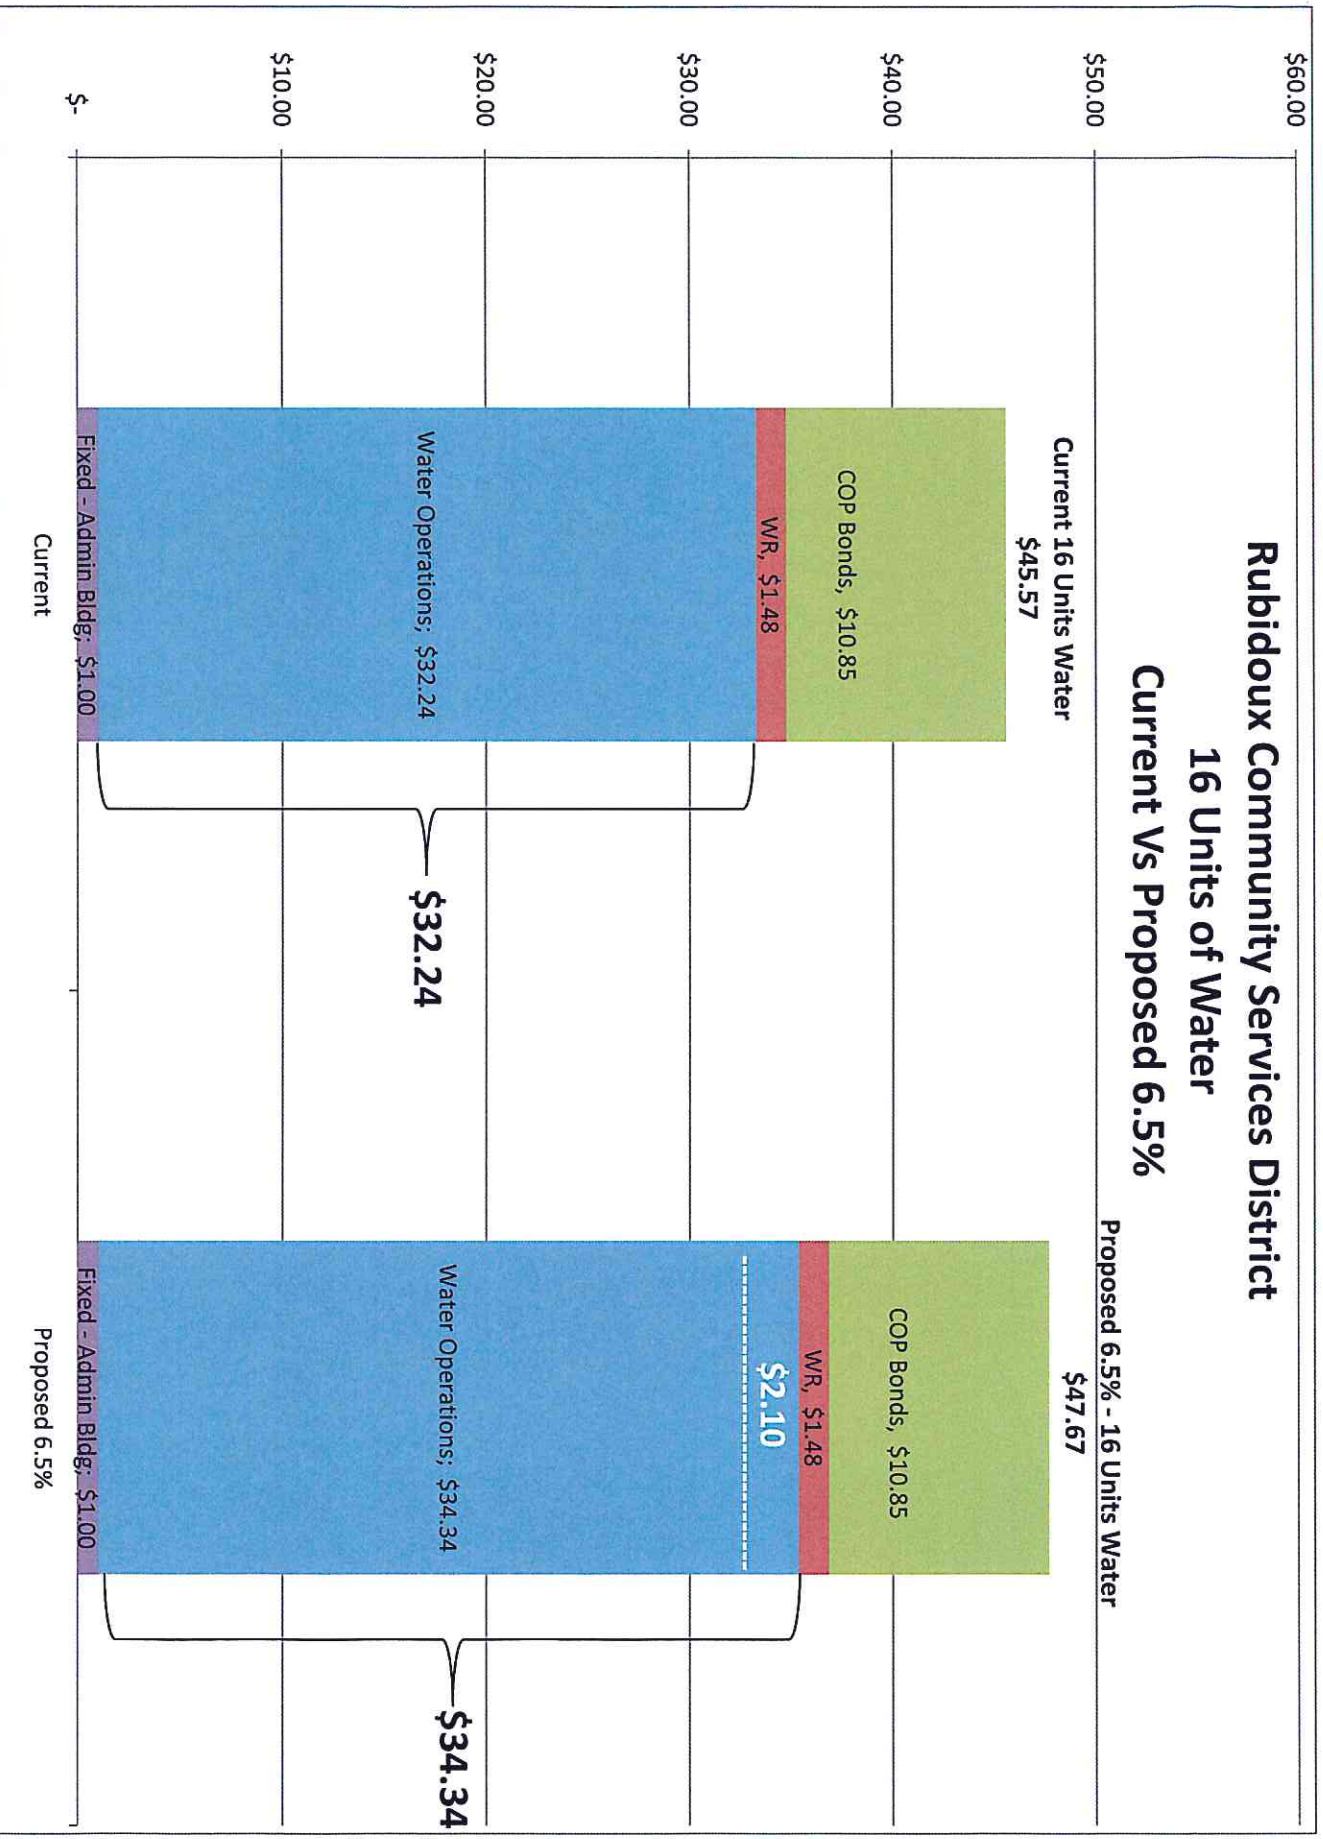 Rubidoux Community Services District
16 Units of Water
Current Vs Proposed 6.5%
$60.00
$50.00
$40.00
$30.00
$20.00
$10.00
$-
Current 16 Units Water
$45.57
COP Bonds, $10.85
WR, $1.48
Water Operations; $32.24
Fixed - Admin Bldg; $1.00
$32.24
Proposed 6.5% - 16 Units Water
$47.67
COP Bonds, $10.85
WR, $1.48
$2.10
Water Operations; $34.34
Fixed - Admin Bldg; $1.00
$34.34
Current
Proposed 6.5%